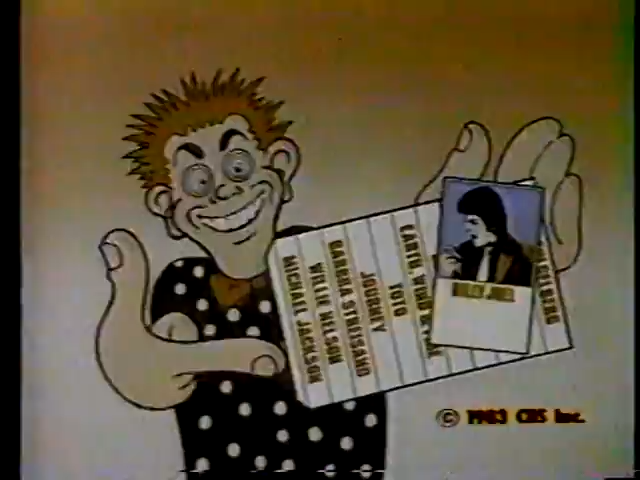 MICHAEL JACKSON
WILLIE NELSON
BARBRA STREISAND
JOURNEY
TOTO
EARTH, WIND & FIRE
BILLY JOEL
© 1983 CBS Inc.